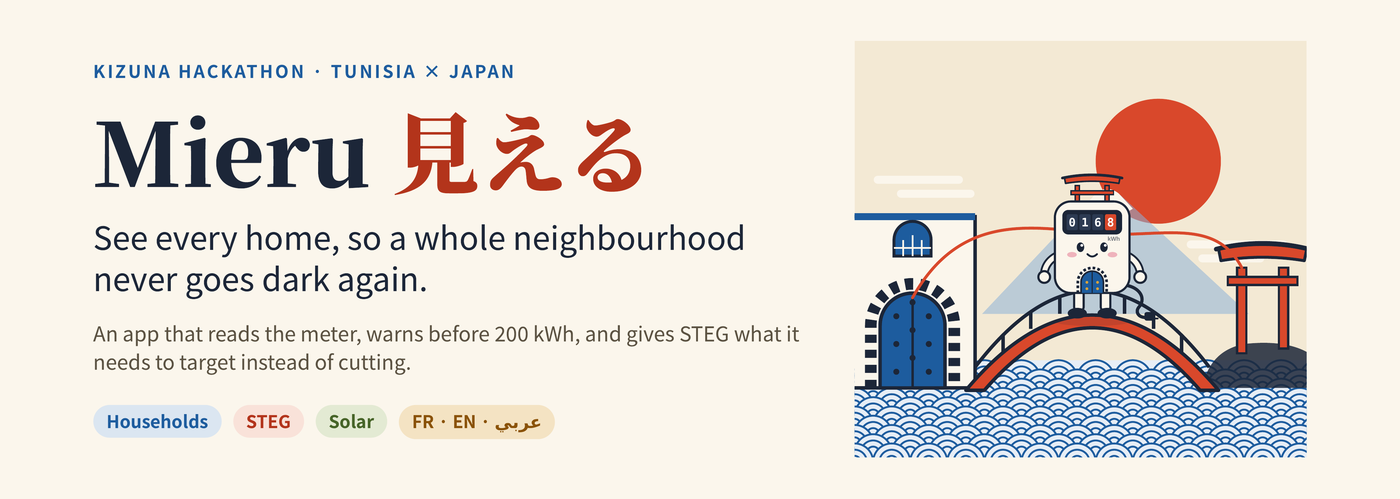 KIZUNA HACKATHON · TUNISIA × JAPAN
Mieru 見える
See every home, so a whole neighbourhood
never goes dark again.
An app that reads the meter, warns before 200 kWh, and gives STEG what it
needs to target instead of cutting.
Households
STEG
Solar
FR · EN · عربي
0168
kWh